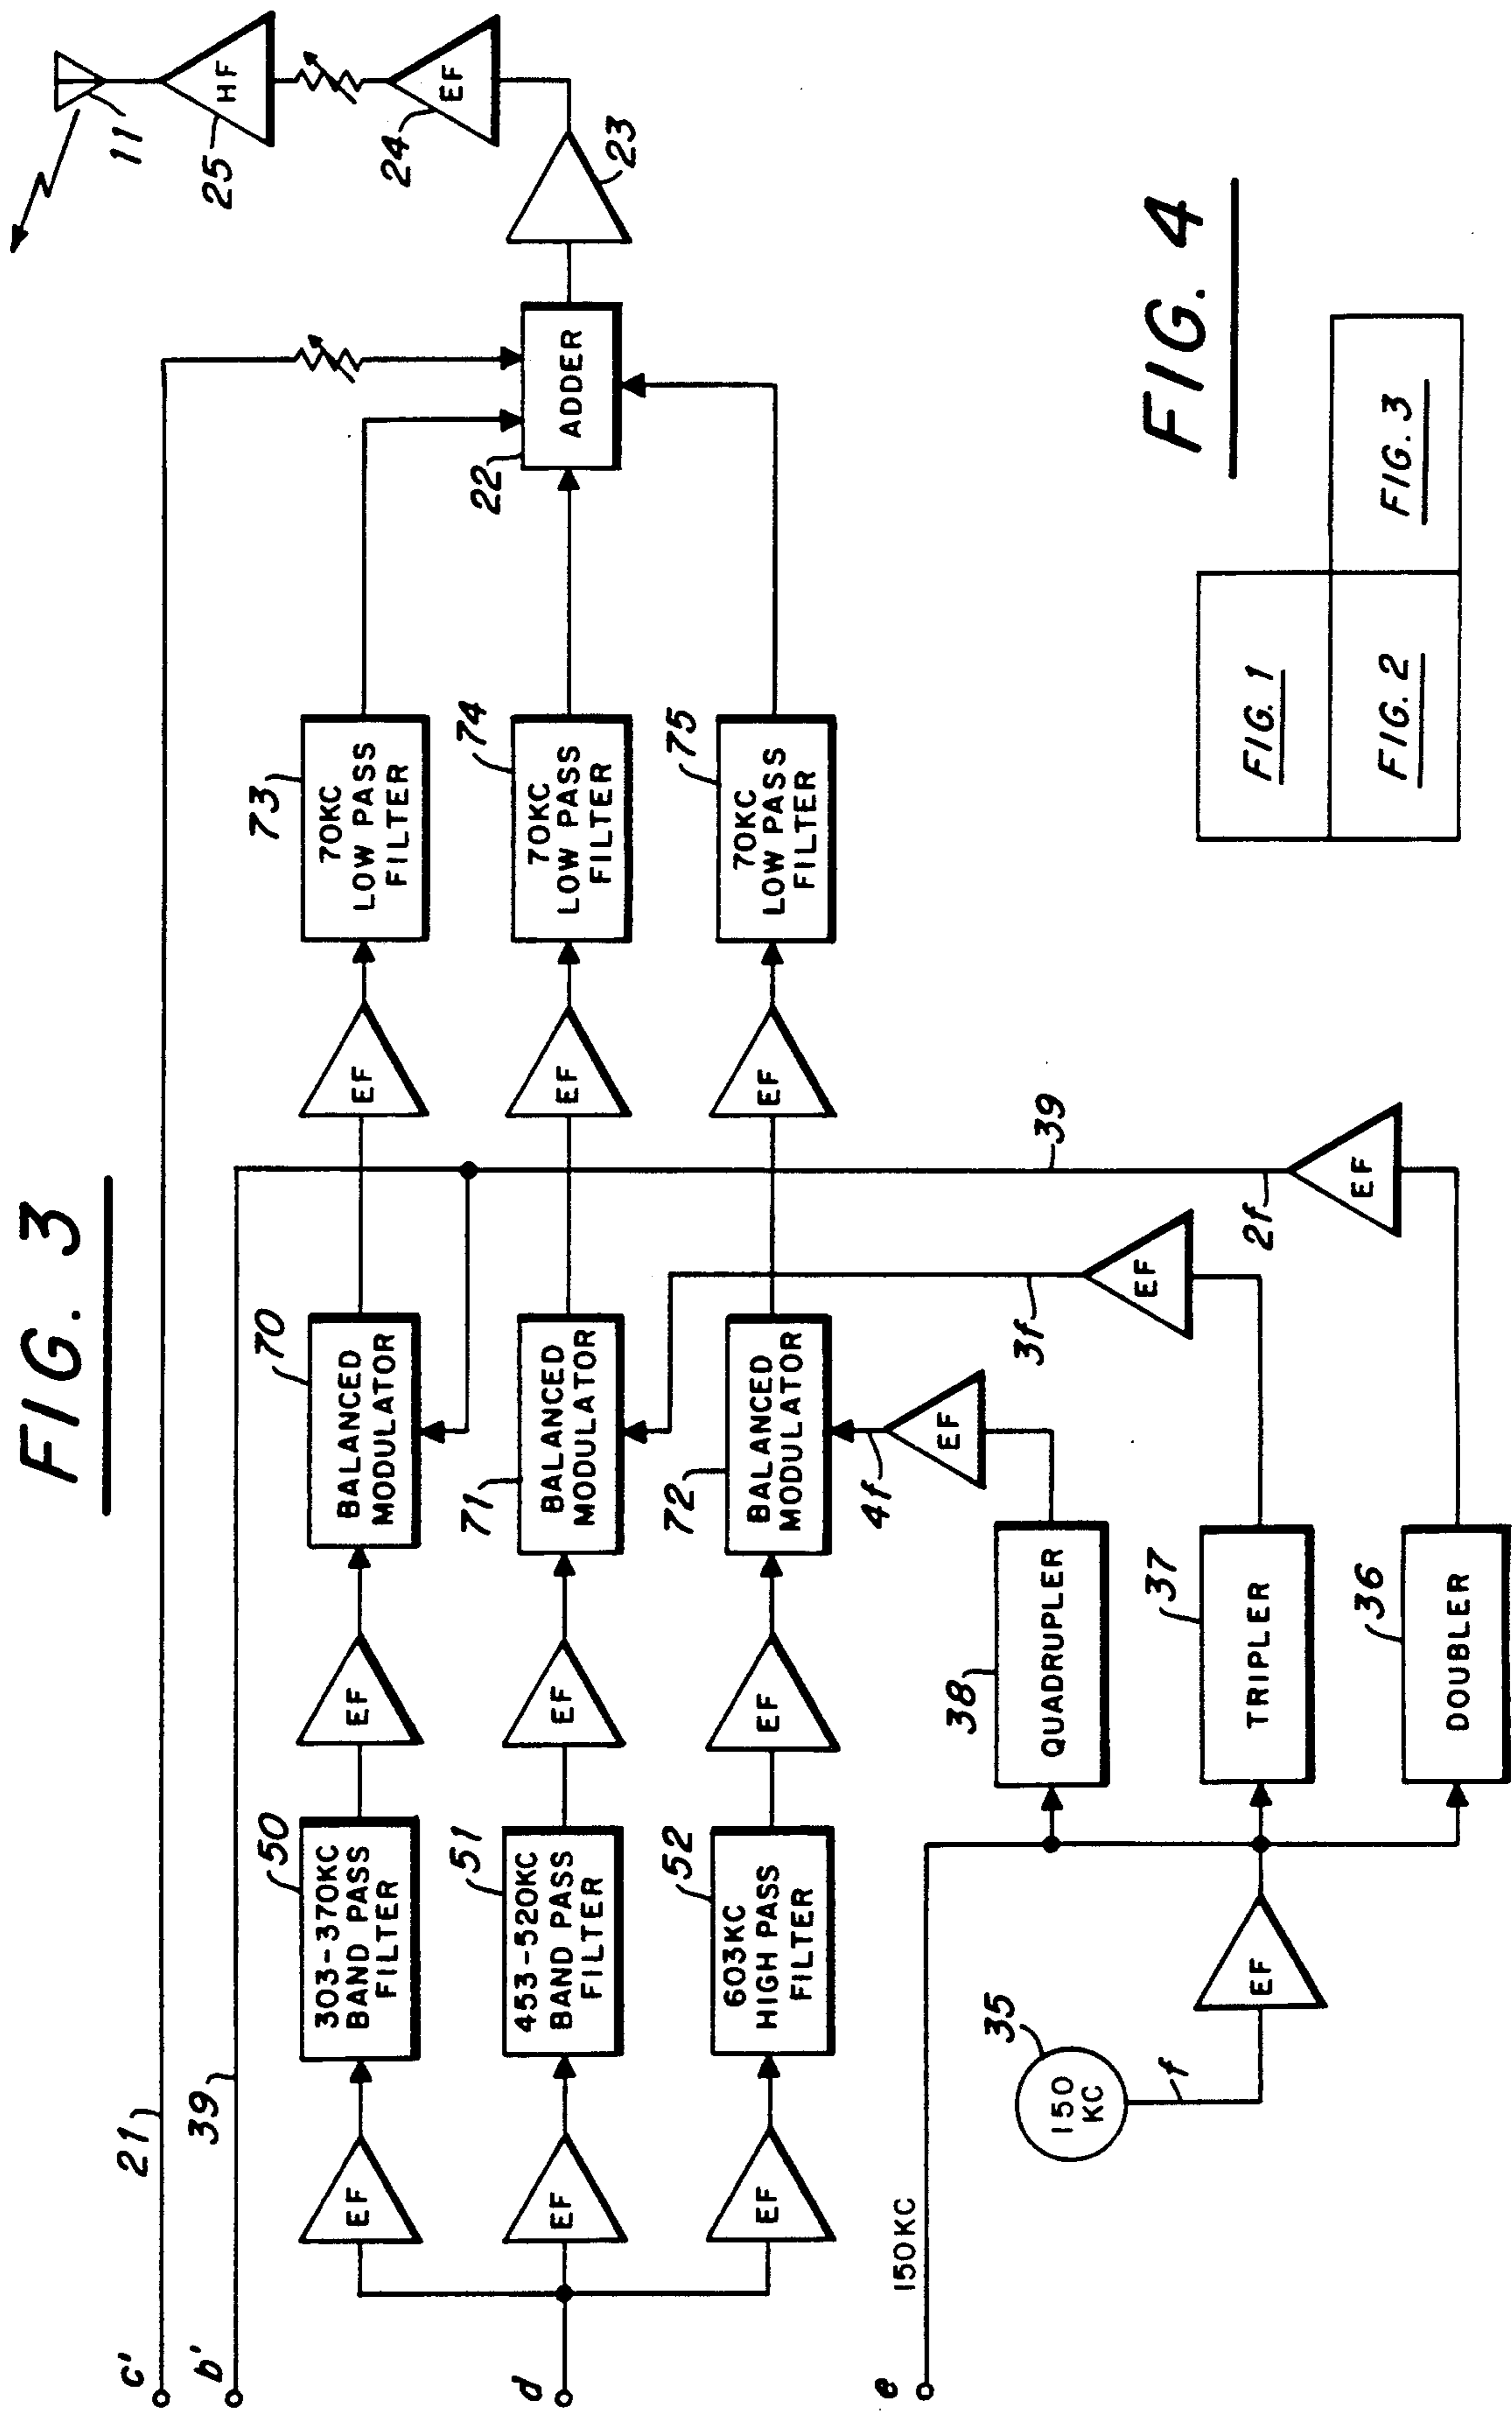 FIG. 3
c'
21
b'
39
d
e
150KC
EF
50
303-370KC
BAND PASS
FILTER
EF
70
BALANCED
MODULATOR
EF
73
70KC
LOW PASS
FILTER
EF
51
453-520KC
BAND PASS
FILTER
EF
71
BALANCED
MODULATOR
EF
74
70KC
LOW PASS
FILTER
22
ADDER
23
24
EF
25
HF
11
EF
52
603KC
HIGH PASS
FILTER
EF
72
BALANCED
MODULATOR
EF
75
70KC
LOW PASS
FILTER
4f
EF
38
QUADRUPLER
3f
EF
37
TRIPLER
39
2f
EF
36
DOUBLER
35
150
KC
f
EF
FIG. 4
FIG. 1
FIG. 2
FIG. 3